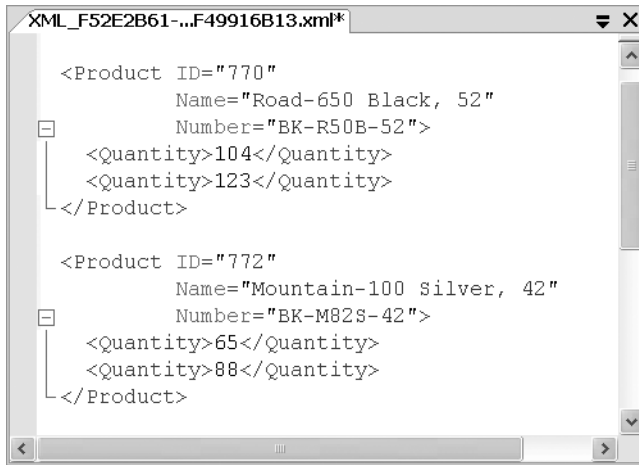 XML_F52E2B61-...F49916B13.xml*
<Product ID="770"
Name="Road-650 Black, 52"
Number="BK-R50B-52">
<Quantity>104</Quantity>
<Quantity>123</Quantity>
</Product>
<Product ID="772"
Name="Mountain-100 Silver, 42"
Number="BK-M82S-42">
<Quantity>65</Quantity>
<Quantity>88</Quantity>
</Product>